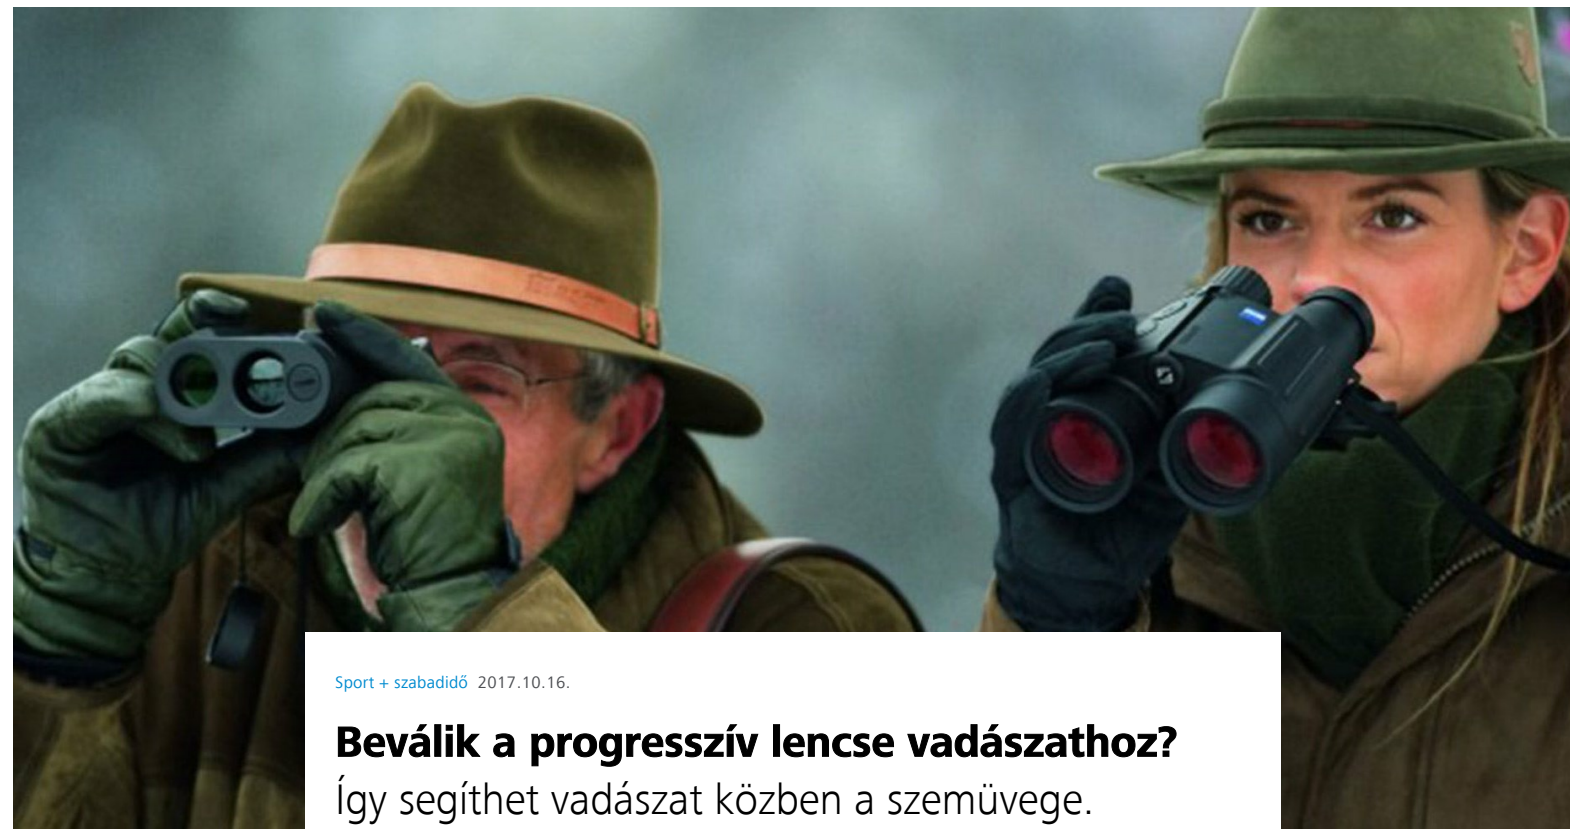 Sport + szabadidő 2017.10.16.
Beválik a progresszív lencse vadászathoz?
Így segíthet vadászat közben a szemüvege.